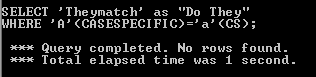 SELECT 'Theymatch' as "Do They"
WHERE 'A'(CASESPECIFIC)='a'(CS);
*** Query completed. No rows found.
*** Total elapsed time was 1 second.